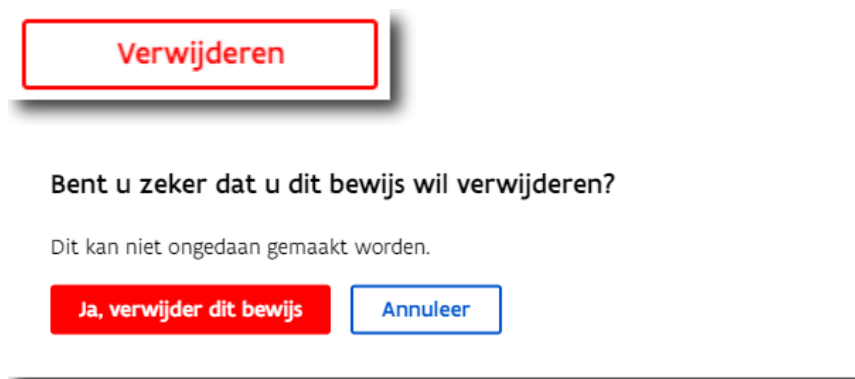 Verwijderen
Bent u zeker dat u dit bewijs wil verwijderen?
Dit kan niet ongedaan gemaakt worden.
Ja, verwijder dit bewijs
Annuleer